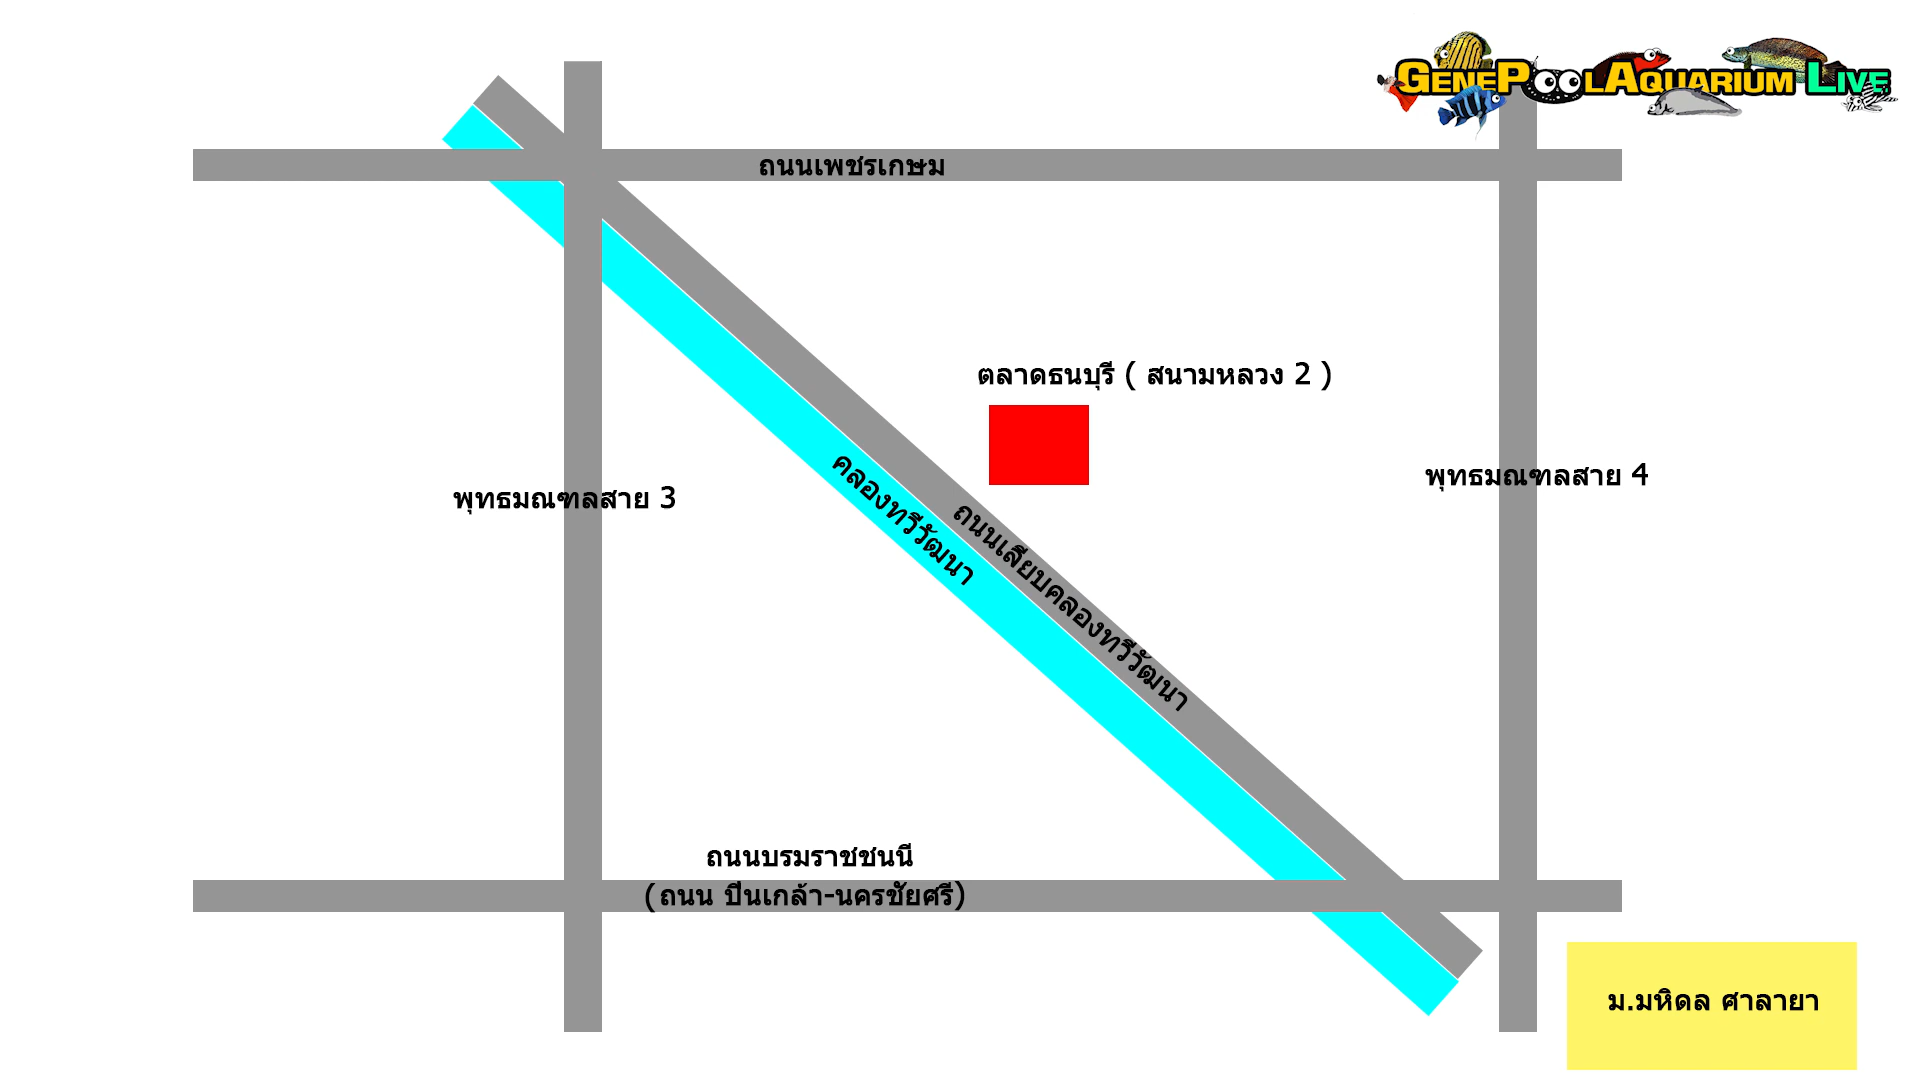 GENEPOOLAQUARIUM LIVE
ถนนเพชรเกษม
ตลาดธนบุรี ( สนามหลวง 2 )
พุทธมณฑลสาย 3
พุทธมณฑลสาย 4
คลองทวีวัฒนา
ถนนเลียบคลองทวีวัฒนา
ถนนบรมราชชนนี
(ถนน ปิ่นเกล้า-นครชัยศรี)
ม.มหิดล ศาลายา